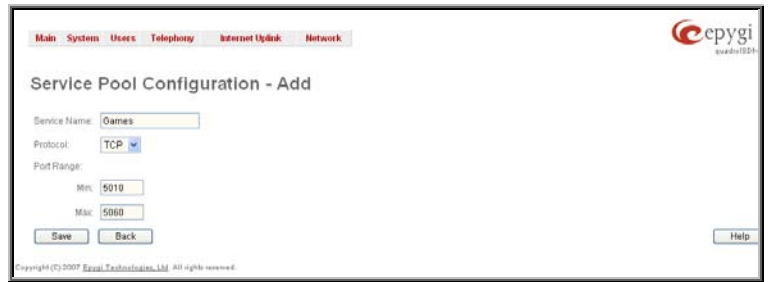 Main System Users Telephony Internet Uplink Network
epygi
quadroISDN
Service Pool Configuration - Add
Service Name: Games
Protocol: TCP
Port Range:
Min: 5010
Max: 5060
Save Back Help
Copyright (C) 2007 Epygi Technologies, Ltd. All rights reserved.